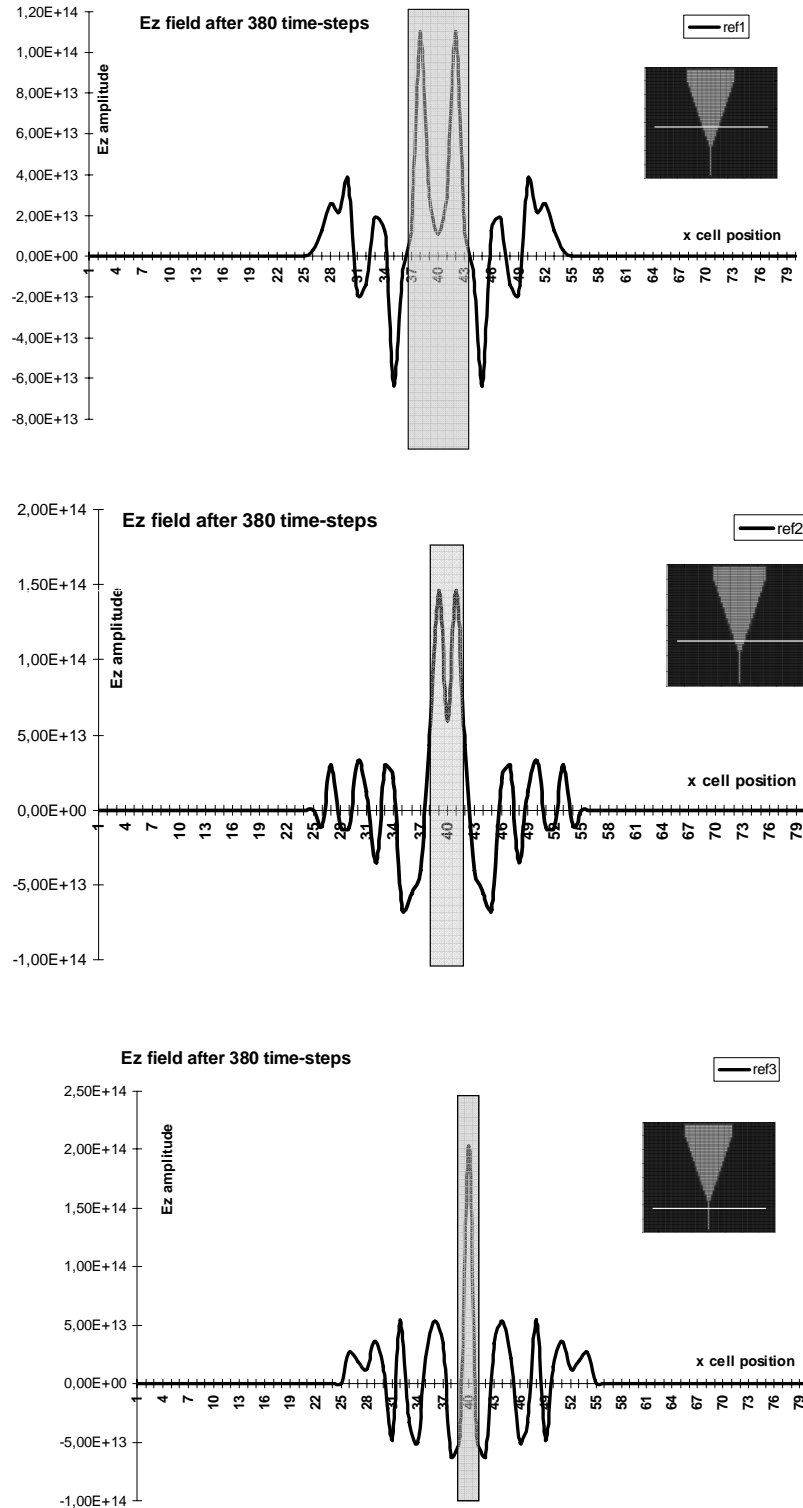 Ez field after 380 time-steps
ref1
1,20E+14
1,00E+14
8,00E+13
6,00E+13
4,00E+13
2,00E+13
0,00E+00
-2,00E+13
-4,00E+13
-6,00E+13
-8,00E+13
Ez amplitude
x cell position
1 4 7 10 13 16 19 22 25 28 31 34 37 40 43 46 49 52 55 58 61 64 67 70 73 76 79
Ez field after 380 time-steps
ref2
2,00E+14
1,50E+14
1,00E+14
5,00E+13
0,00E+00
-5,00E+13
-1,00E+14
Ez amplitude
x cell position
1 4 7 10 13 16 19 22 25 28 31 34 37 40 43 46 49 52 55 58 61 64 67 70 73 76 79
Ez field after 380 time-steps
ref3
2,50E+14
2,00E+14
1,50E+14
1,00E+14
5,00E+13
0,00E+00
-5,00E+13
-1,00E+14
Ez amplitude
x cell position
1 4 7 10 13 16 19 22 25 28 31 34 37 40 43 46 49 52 55 58 61 64 67 70 73 76 79